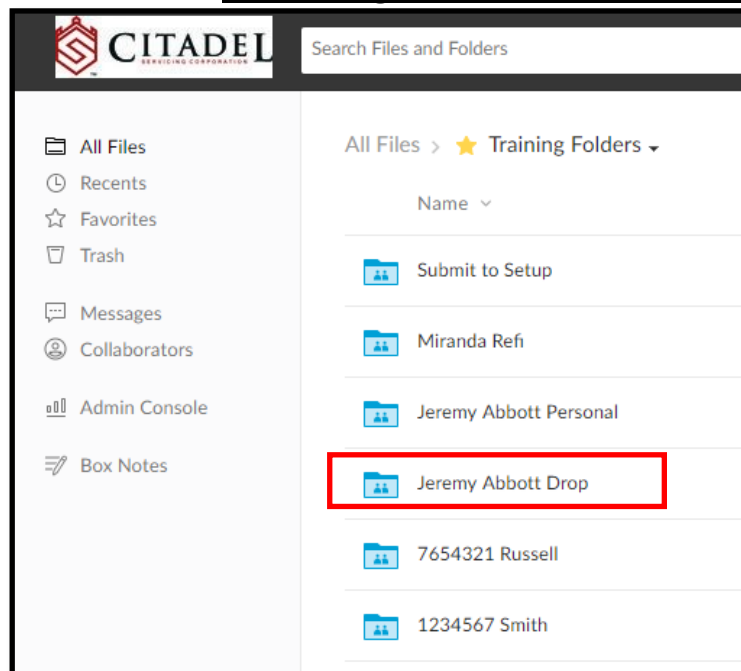 CITADEL
SERVICING CORPORATION
Search Files and Folders
All Files
Recents
Favorites
Trash
Messages
Collaborators
Admin Console
Box Notes
All Files > Training Folders
Name
Submit to Setup
Miranda Refi
Jeremy Abbott Personal
Jeremy Abbott Drop
7654321 Russell
1234567 Smith